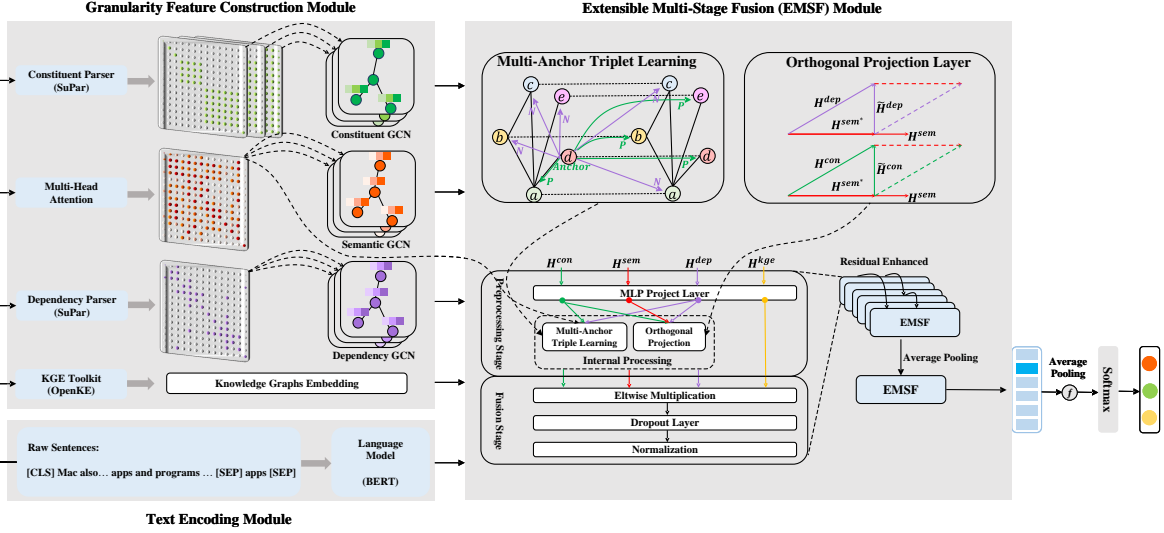 Granularity Feature Construction Module
Constituent Parser
(SuPar)
Constituent GCN
Multi-Head
Attention
Semantic GCN
Dependency Parser
(SuPar)
Dependency GCN
KGE Toolkit
(OpenKE)
Knowledge Graphs Embedding
Raw Sentences:
[CLS] Mac also… apps and programs … [SEP] apps [SEP]
Language
Model
(BERT)
Text Encoding Module
Extensible Multi-Stage Fusion (EMSF) Module
Multi-Anchor Triplet Learning
c
e
b
d
Anchor
a
c
e
b
d
a
N
N
N
N
N
P
P
P
P
Orthogonal Projection Layer
H^dep
H̃^dep
H^sem*
H^sem
H^con
H̃^con
H^sem*
H^sem
H^con H^sem H^dep H^kge
Preprocessing Stage
MLP Project Layer
Multi-Anchor
Triple Learning
Orthogonal
Projection
Internal Processing
Fusion Stage
Eltwise Multiplication
Dropout Layer
Normalization
Residual Enhanced
EMSF
Average Pooling
EMSF
Average
Pooling
f
Softmax